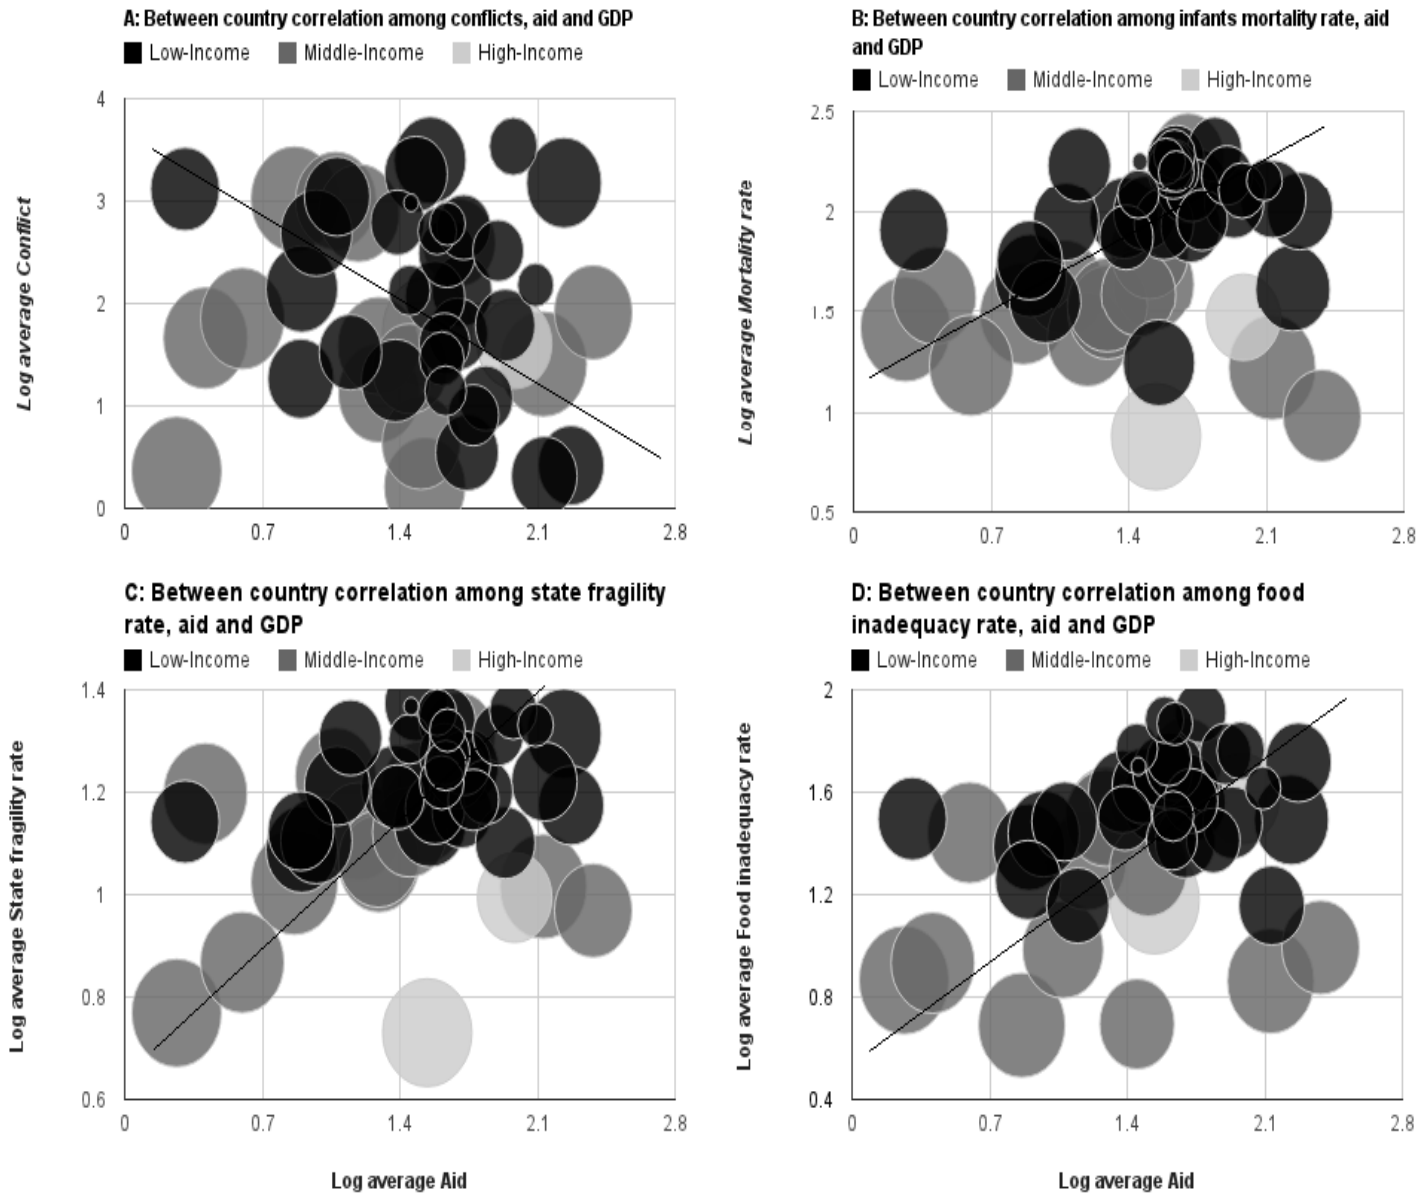 A: Between country correlation among conflicts, aid and GDP
Low-Income Middle-Income High-Income
Log average Conflict
4
3
2
1
0
0 0.7 1.4 2.1 2.8
B: Between country correlation among infants mortality rate, aid
and GDP
Low-Income Middle-Income High-Income
Log average Mortality rate
2.5
2
1.5
1
0.5
0 0.7 1.4 2.1 2.8
C: Between country correlation among state fragility
rate, aid and GDP
Low-Income Middle-Income High-Income
Log average State fragility rate
1.4
1.2
1
0.8
0.6
0 0.7 1.4 2.1 2.8
Log average Aid
D: Between country correlation among food
inadequacy rate, aid and GDP
Low-Income Middle-Income High-Income
Log average Food inadequacy rate
2
1.6
1.2
0.8
0.4
0 0.7 1.4 2.1 2.8
Log average Aid